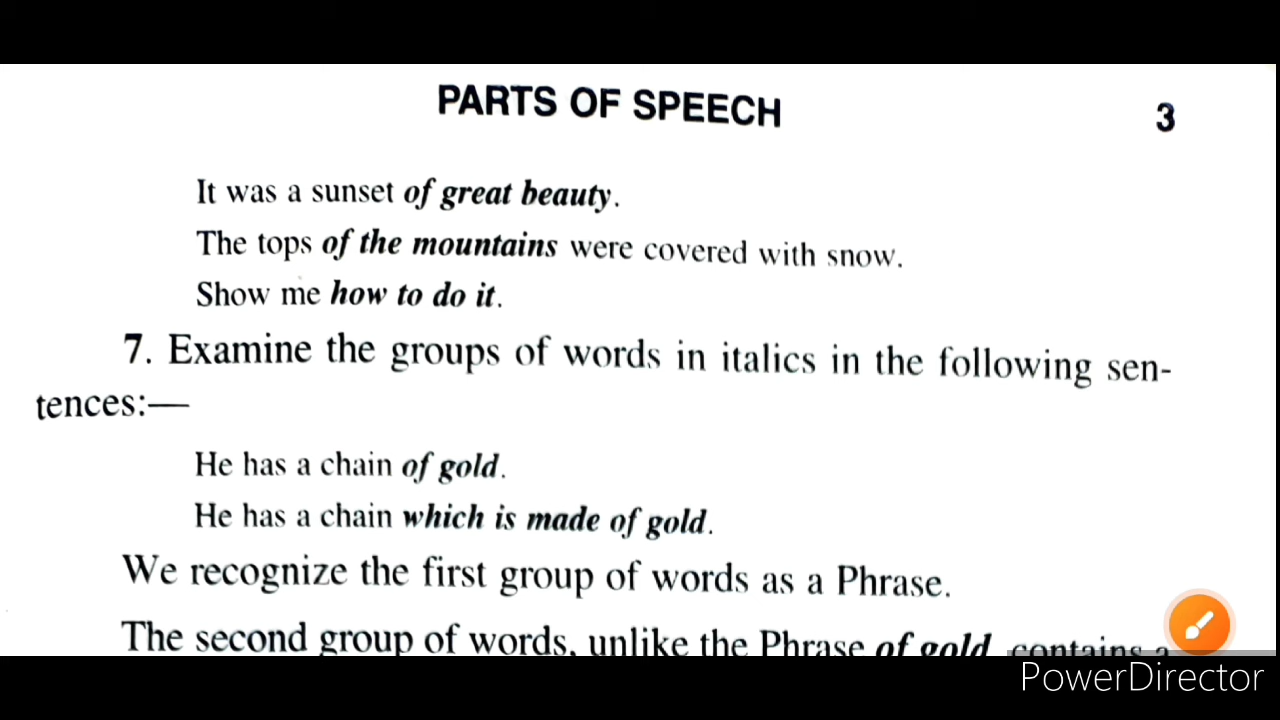 PARTS OF SPEECH 3
It was a sunset of great beauty.
The tops of the mountains were covered with snow.
Show me how to do it.
7. Examine the groups of words in italics in the following sen-
tences:—
He has a chain of gold.
He has a chain which is made of gold.
We recognize the first group of words as a Phrase.
The second group of words, unlike the Phrase of gold, contains a
PowerDirector